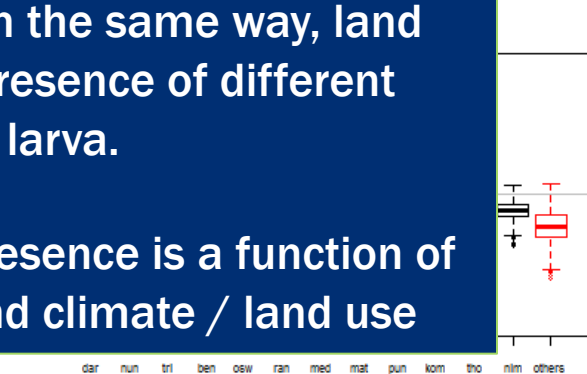 n the same way, land
resence of different
larva.
esence is a function of
nd climate / land use
dar nun tri ben osw ran med mat pun kom tho nim others